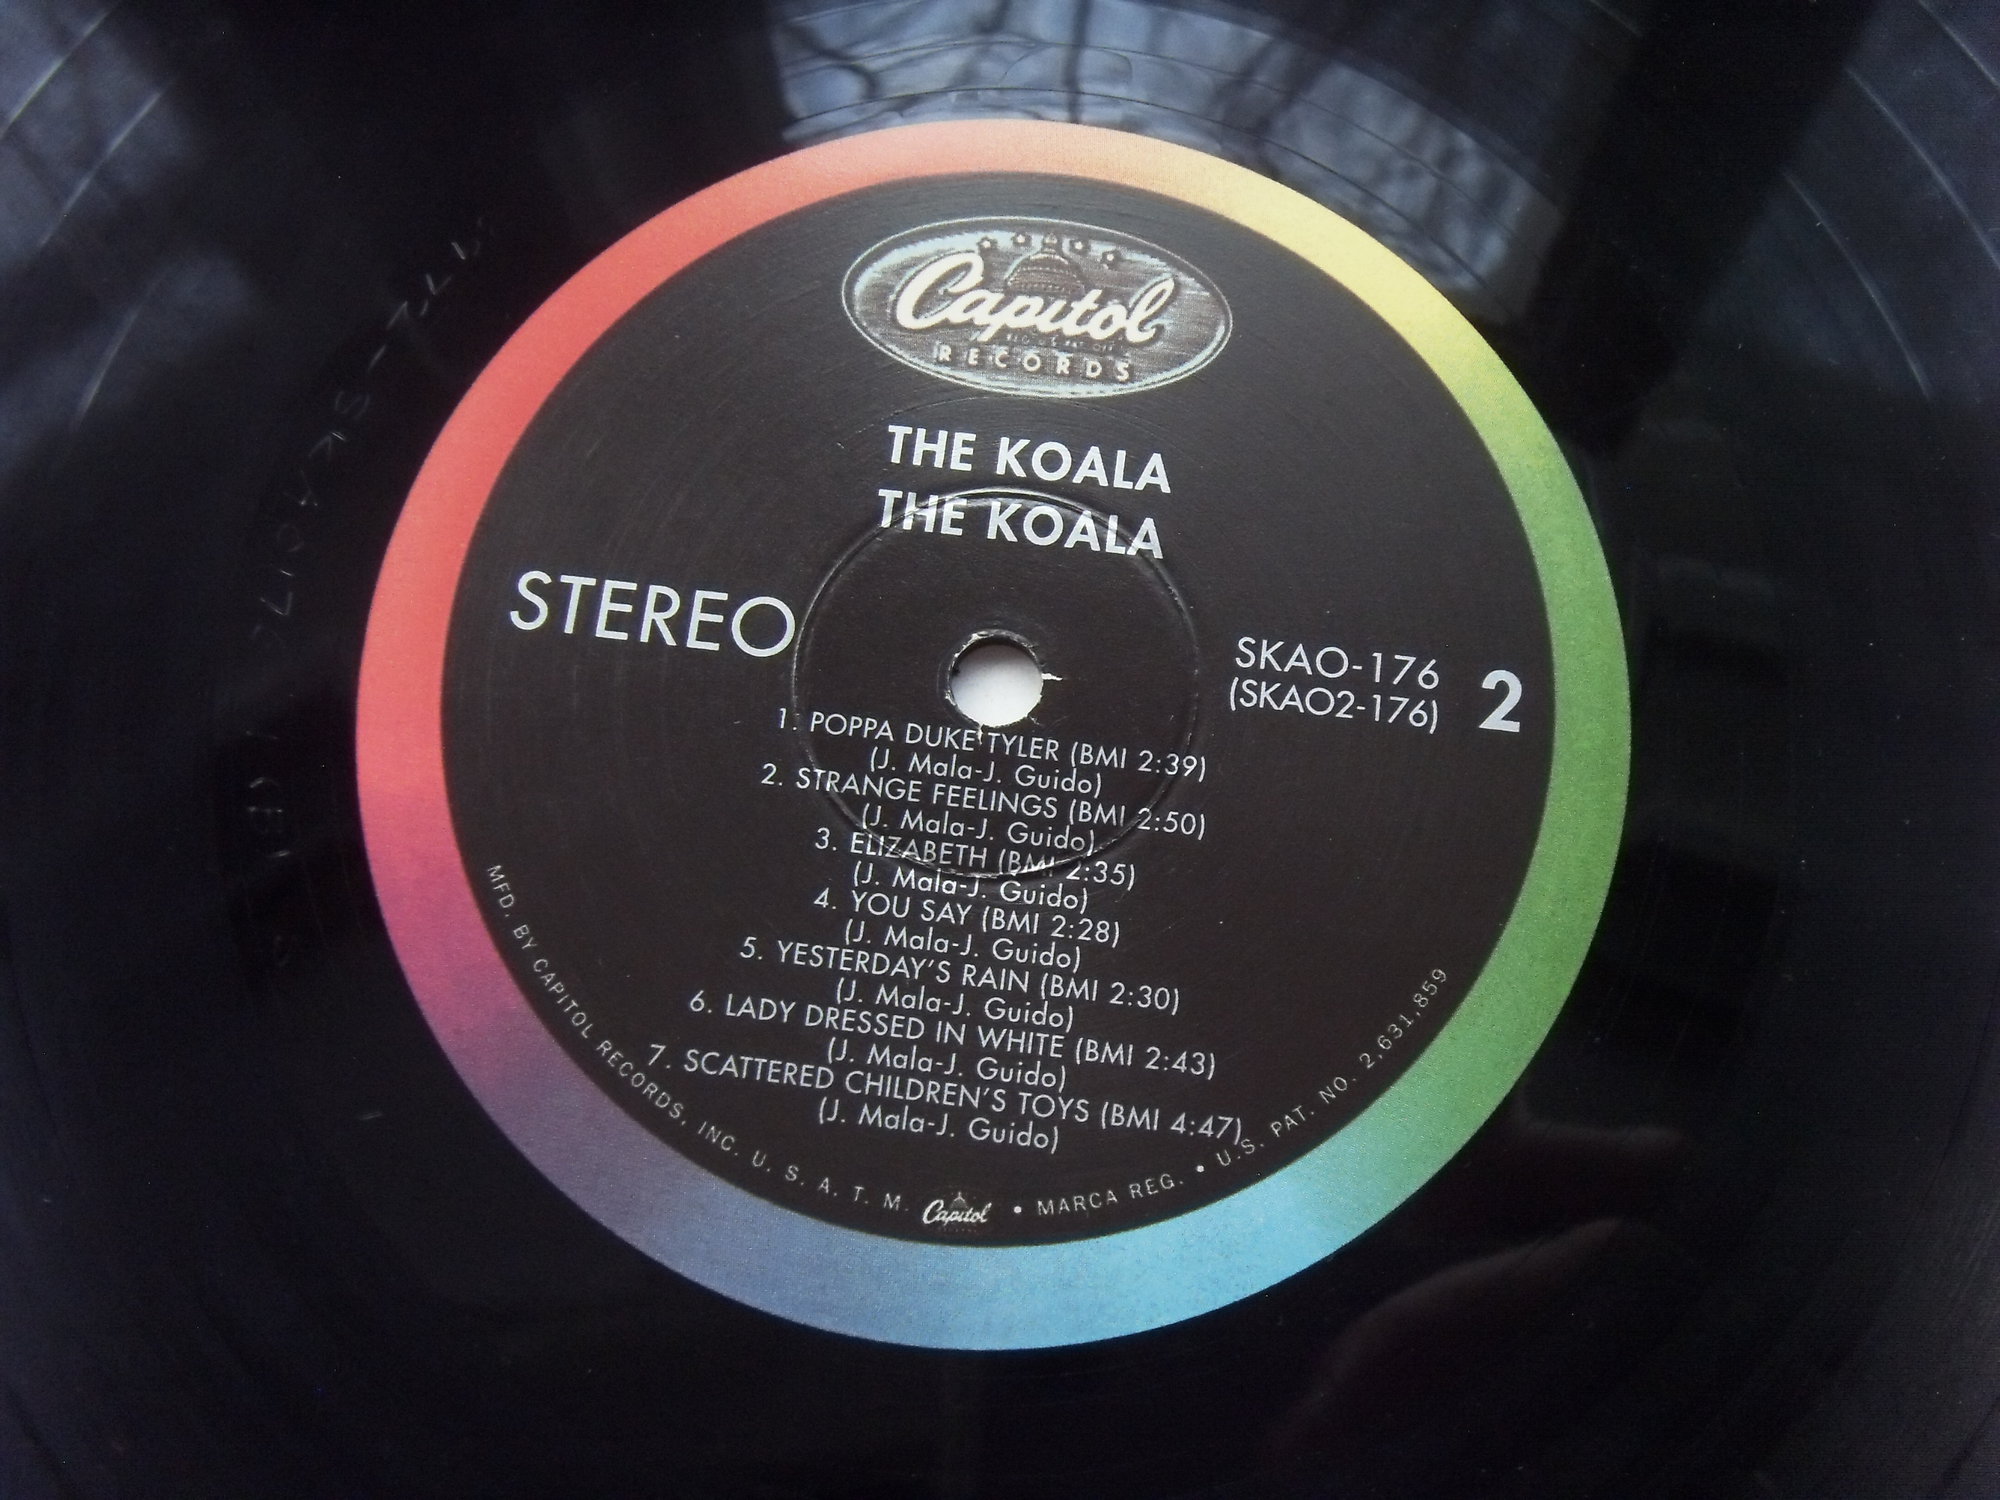 Capitol
RECORDS
THE KOALA
THE KOALA
STEREO
SKAO-176
(SKAO2-176)
2
1. POPPA DUKE TYLER (BMI 2:39)
(J. Mala-J. Guido)
2. STRANGE FEELINGS (BMI 2:50)
(J. Mala-J. Guido)
3. ELIZABETH (BMI 2:35)
(J. Mala-J. Guido)
4. YOU SAY (BMI 2:28)
(J. Mala-J. Guido)
5. YESTERDAY'S RAIN (BMI 2:30)
(J. Mala-J. Guido)
6. LADY DRESSED IN WHITE (BMI 2:43)
(J. Mala-J. Guido)
7. SCATTERED CHILDREN'S TOYS (BMI 4:47)
(J. Mala-J. Guido)
MFD. BY CAPITOL RECORDS, INC. U. S. A. T. M. Capitol • MARCA REG. • U.S. PAT. NO. 2,631,859